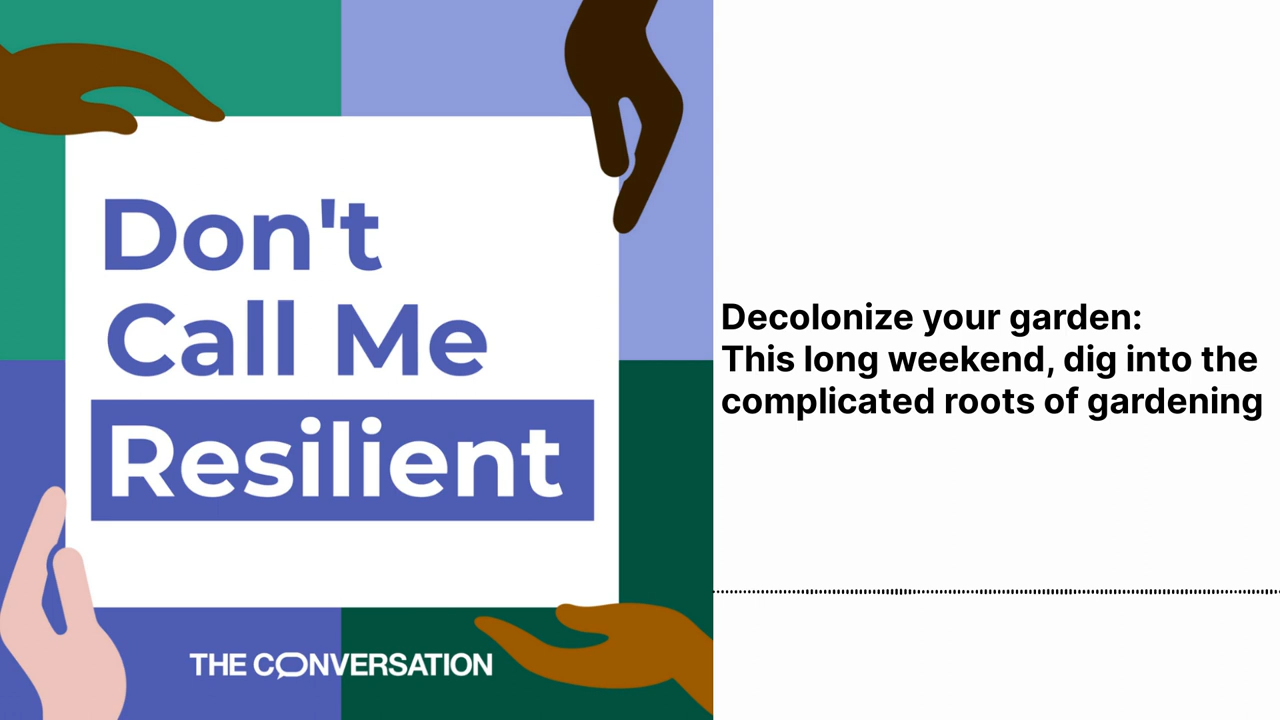 Don't
Call Me
Resilient
THE CONVERSATION
Decolonize your garden:
This long weekend, dig into the
complicated roots of gardening